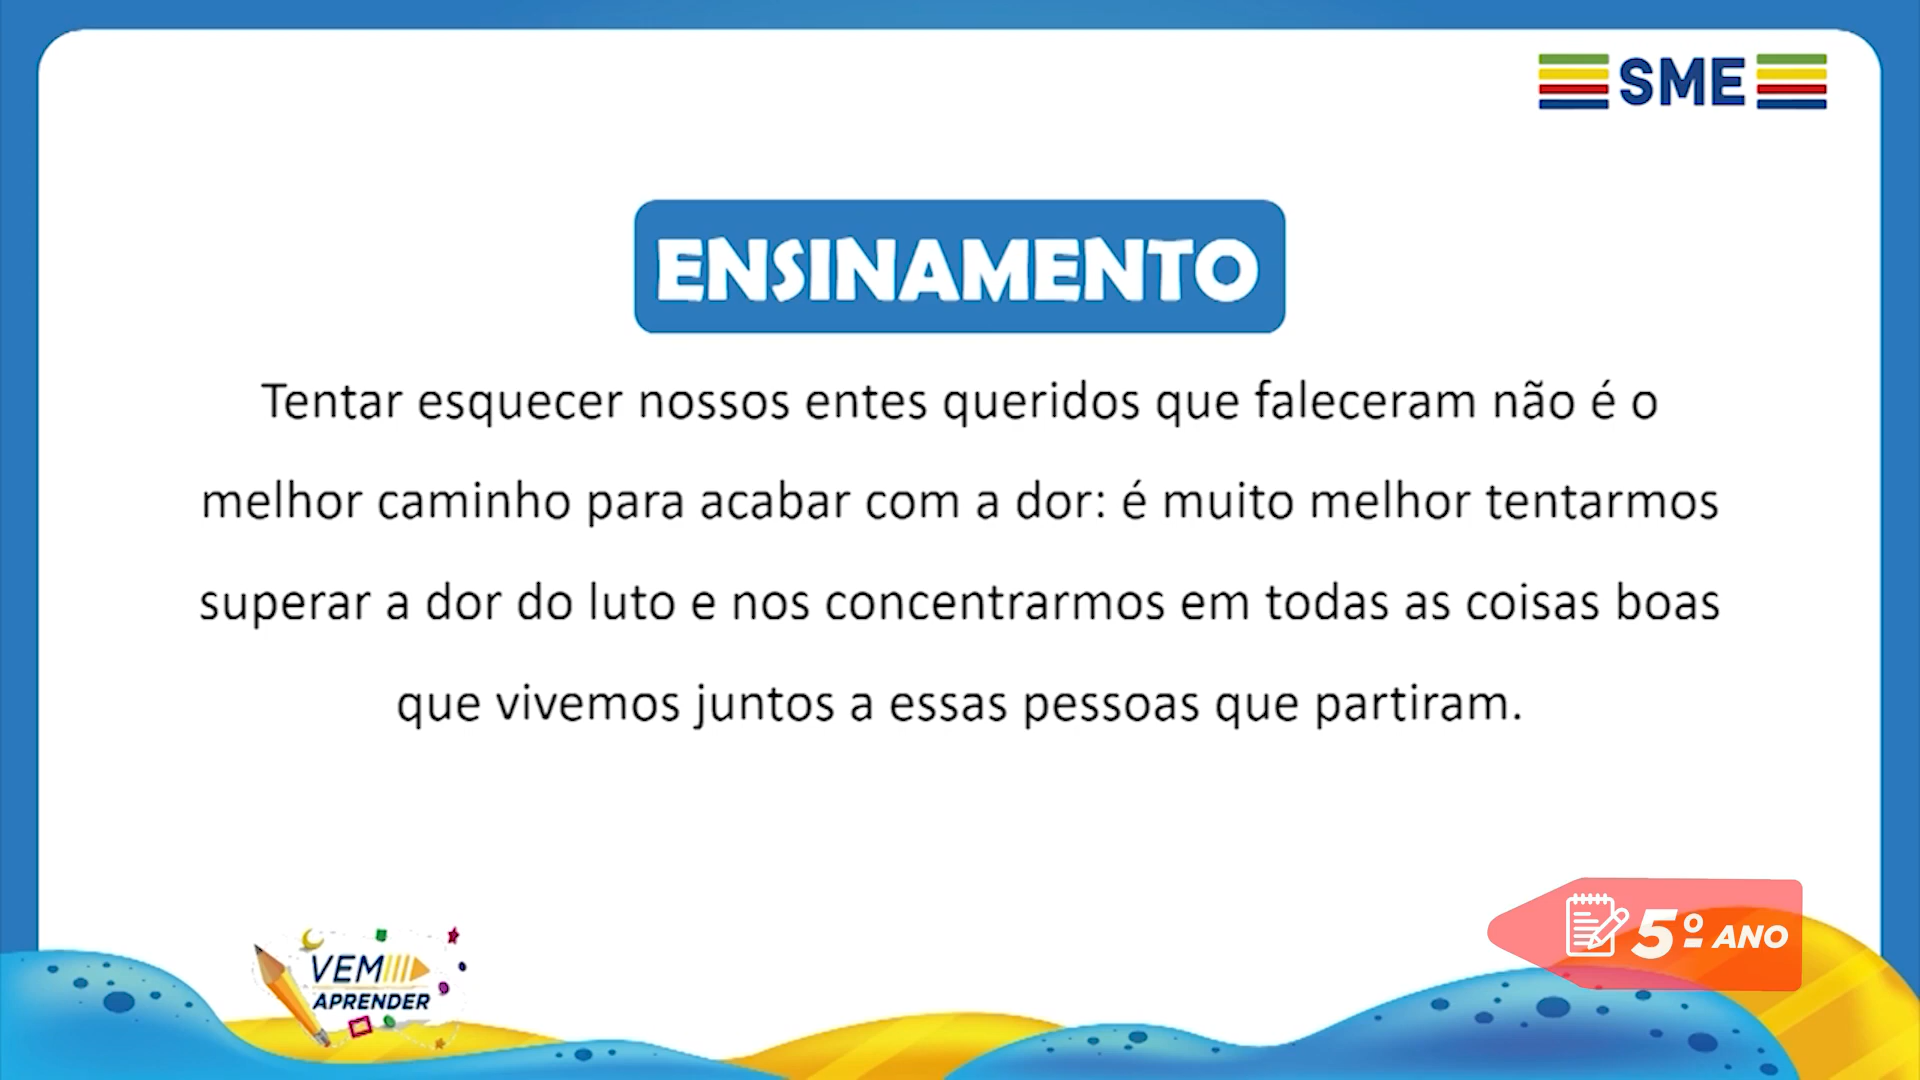 SME
ENSINAMENTO
Tentar esquecer nossos entes queridos que faleceram não é o
melhor caminho para acabar com a dor: é muito melhor tentarmos
superar a dor do luto e nos concentrarmos em todas as coisas boas
que vivemos juntos a essas pessoas que partiram.
5º ANO
VEM
APRENDER